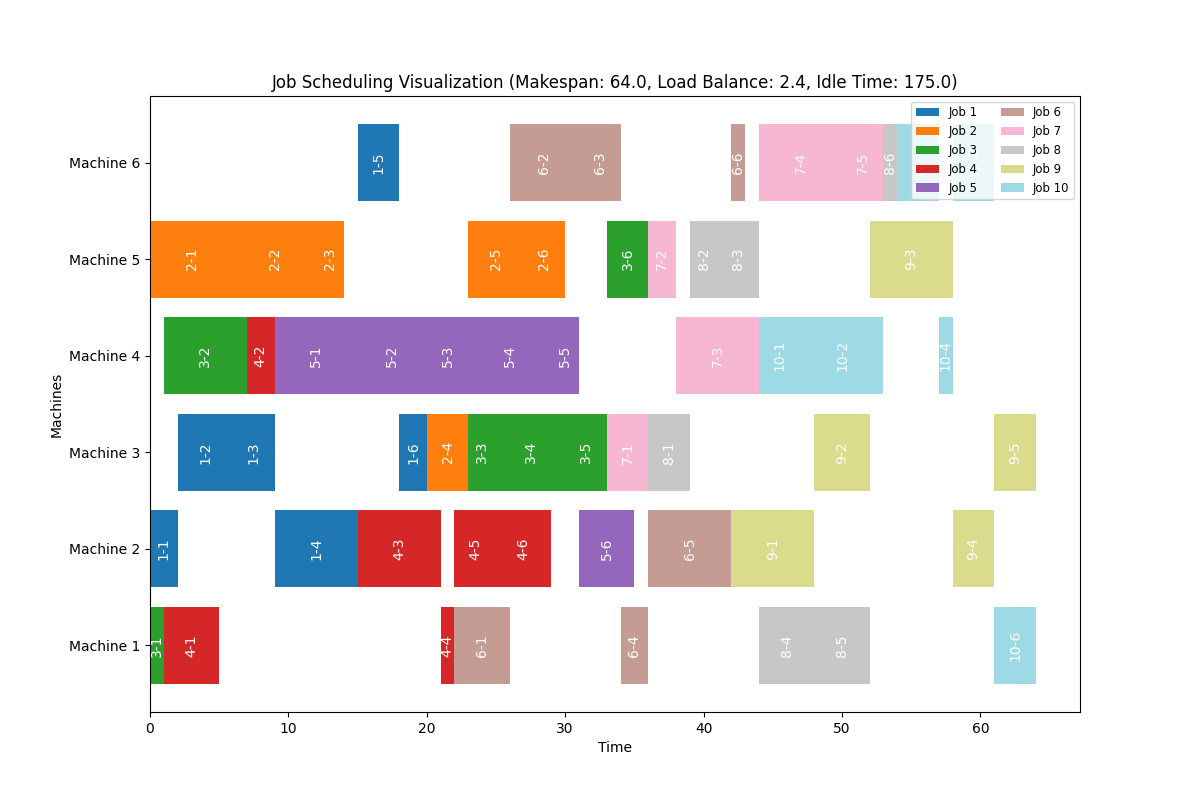 Job Scheduling Visualization (Makespan: 64.0, Load Balance: 2.4, Idle Time: 175.0)
Job 1 Job 6
Job 2 Job 7
Job 3 Job 8
Job 4 Job 9
Job 5 Job 10
Machine 6 1-5 6-2 6-3 6-6 7-4 7-5 8-6
Machine 5 2-1 2-2 2-3 2-5 2-6 3-6 7-2 8-2 8-3 9-3
Machine 4 3-2 4-2 5-1 5-2 5-3 5-4 5-5 7-3 10-1 10-2 10-4
Machine 3 1-2 1-3 1-6 2-4 3-3 3-4 3-5 7-1 8-1 9-2 9-5
Machine 2 1-1 1-4 4-3 4-5 4-6 5-6 6-5 9-1 9-4
Machine 1 3-1 4-1 4-4 6-1 6-4 8-4 8-5 10-6
Machines
0 10 20 30 40 50 60
Time